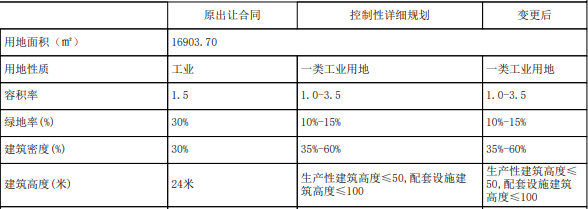 原出让合同 控制性详细规划 变更后
用地面积（㎡） 16903.70
用地性质 工业 一类工业用地 一类工业用地
容积率 1.5 1.0-3.5 1.0-3.5
绿地率(%) 30% 10%-15% 10%-15%
建筑密度(%) 30% 35%-60% 35%-60%
建筑高度(米) 24米 生产性建筑高度≤50,配套设施建
筑高度≤100
生产性建筑高度≤
50,配套设施建筑
高度≤100